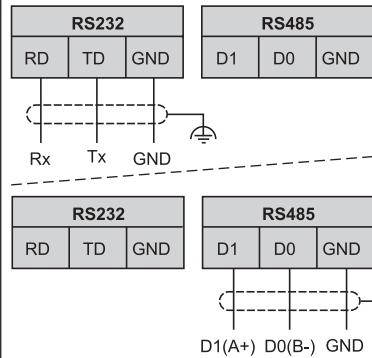 RS232 RS485
RD TD GND D1 D0 GND
Rx Tx GND
RS232 RS485
RD TD GND D1 D0 GND
D1(A+) D0(B-) GND